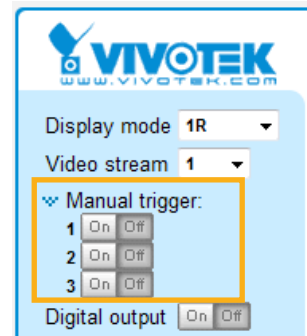 VIVOTEK
www.vivotek.com
Display mode 1R
Video stream 1
Manual trigger:
1 On Off
2 On Off
3 On Off
Digital output On Off